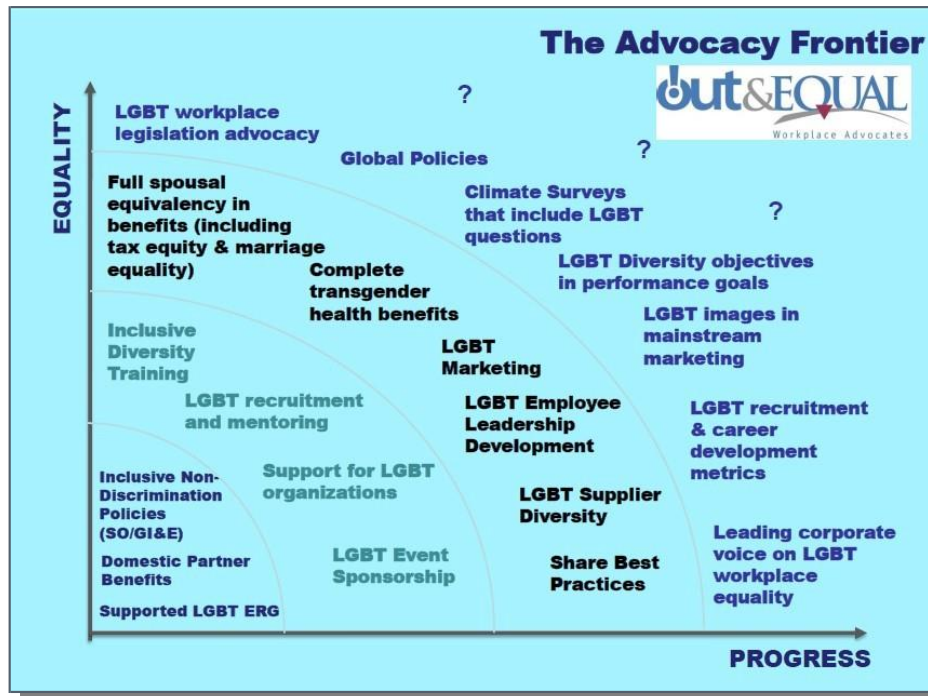 The Advocacy Frontier
out&EQUAL
Workplace Advocates
EQUALITY
LGBT workplace
legislation advocacy
?
Global Policies
?
Climate Surveys
that include LGBT
questions
?
LGBT Diversity objectives
in performance goals
LGBT images in
mainstream
marketing
LGBT recruitment
& career
development
metrics
Leading corporate
voice on LGBT
workplace
equality
Full spousal
equivalency in
benefits (including
tax equity & marriage
equality)
Complete
transgender
health benefits
LGBT
Marketing
LGBT Employee
Leadership
Development
LGBT Supplier
Diversity
Share Best
Practices
Inclusive
Diversity
Training
LGBT recruitment
and mentoring
Support for LGBT
organizations
LGBT Event
Sponsorship
Inclusive Non-
Discrimination
Policies
(SO/GI&E)
Domestic Partner
Benefits
Supported LGBT ERG
PROGRESS